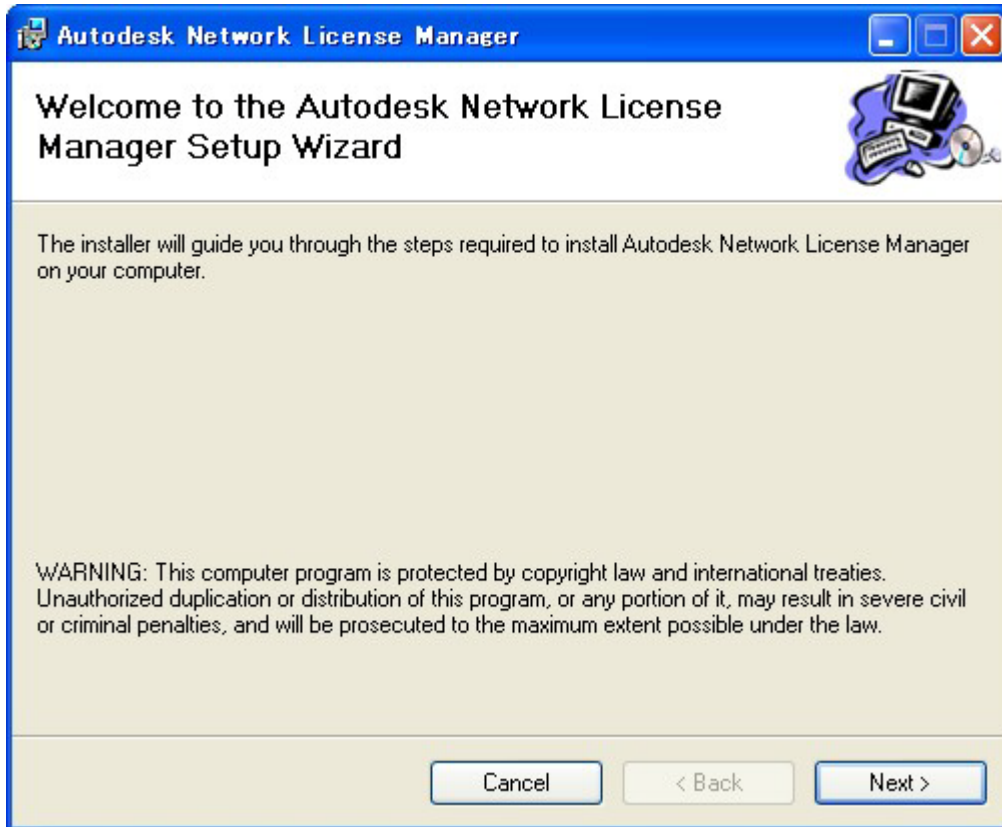 Autodesk Network License Manager
Welcome to the Autodesk Network License
Manager Setup Wizard
The installer will guide you through the steps required to install Autodesk Network License Manager
on your computer.
WARNING: This computer program is protected by copyright law and international treaties.
Unauthorized duplication or distribution of this program, or any portion of it, may result in severe civil
or criminal penalties, and will be prosecuted to the maximum extent possible under the law.
Cancel
< Back
Next >